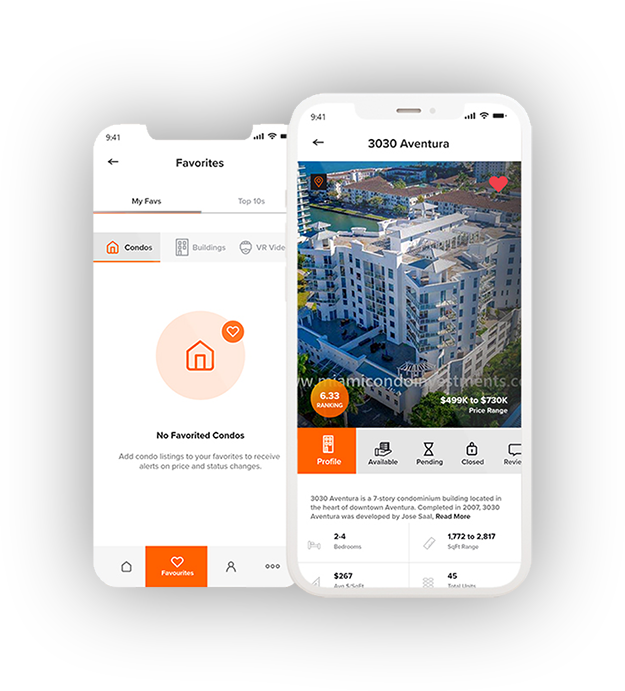 9:41
Favorites
My Favs
Top 10s
Condos
Buildings
VR Vide
No Favorited Condos
Add condo listings to your favorites to receive
alerts on price and status changes.
Favourites
9:41
3030 Aventura
www.miamicondoinvestments.co
6.33
RANKING
$499K to $730K
Price Range
Profile
Available
Pending
Closed
Revie
3030 Aventura is a 7-story condominium building located in
the heart of downtown Aventura. Completed in 2007, 3030
Aventura was developed by Jose Saal, Read More
2-4
Bedrooms
1,772 to 2,817
SqFt Range
$267
Avg $/SqFt
45
Total Units